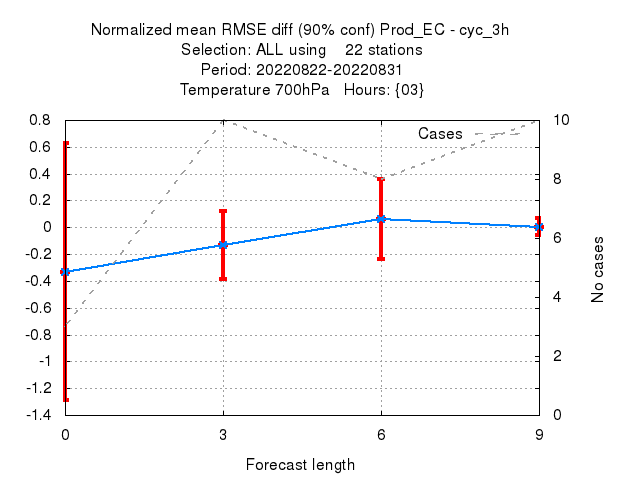 Normalized mean RMSE diff (90% conf) Prod_EC - cyc_3h
Selection: ALL using 22 stations
Period: 20220822-20220831
Temperature 700hPa Hours: {03}
Cases
0.8
0.6
0.4
0.2
0
-0.2
-0.4
-0.6
-0.8
-1
-1.2
-1.4
10
8
6
4
2
0
No cases
0 3 6 9
Forecast length